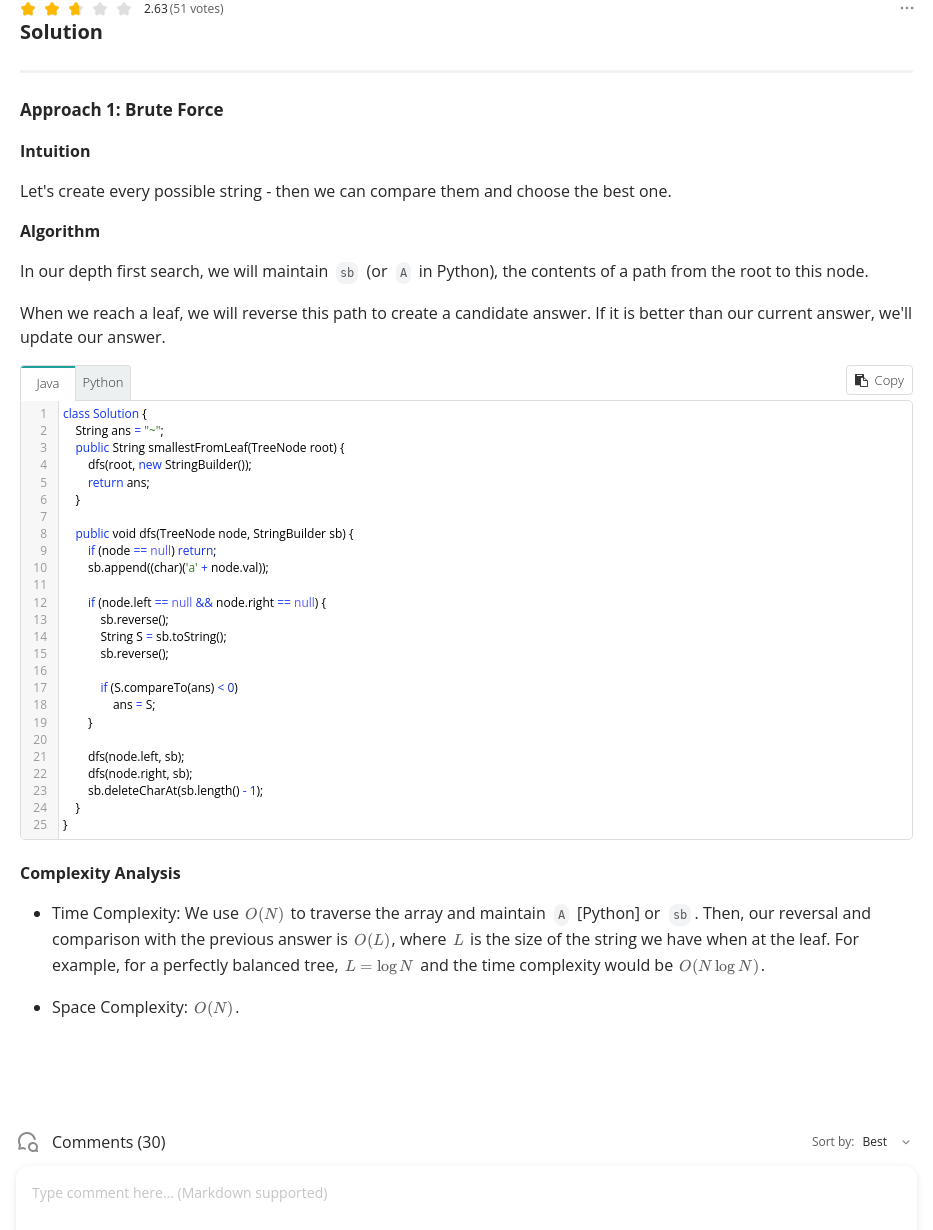 2.63 (51 votes)
...
Solution
Approach 1: Brute Force
Intuition
Let's create every possible string - then we can compare them and choose the best one.
Algorithm
In our depth first search, we will maintain sb (or A in Python), the contents of a path from the root to this node.
When we reach a leaf, we will reverse this path to create a candidate answer. If it is better than our current answer, we'll
update our answer.
Java Python Copy
1 class Solution {
2     String ans = "~";
3     public String smallestFromLeaf(TreeNode root) {
4         dfs(root, new StringBuilder());
5         return ans;
6     }
7
8     public void dfs(TreeNode node, StringBuilder sb) {
9         if (node == null) return;
10         sb.append((char)('a' + node.val));
11
12         if (node.left == null && node.right == null) {
13             sb.reverse();
14             String S = sb.toString();
15             sb.reverse();
16
17             if (S.compareTo(ans) < 0)
18                 ans = S;
19         }
20
21         dfs(node.left, sb);
22         dfs(node.right, sb);
23         sb.deleteCharAt(sb.length() - 1);
24     }
25 }
Complexity Analysis
• Time Complexity: We use O(N) to traverse the array and maintain A [Python] or sb. Then, our reversal and
comparison with the previous answer is O(L), where L is the size of the string we have when at the leaf. For
example, for a perfectly balanced tree, L = log N and the time complexity would be O(N log N).
• Space Complexity: O(N).
Comments (30) Sort by: Best
Type comment here... (Markdown supported)